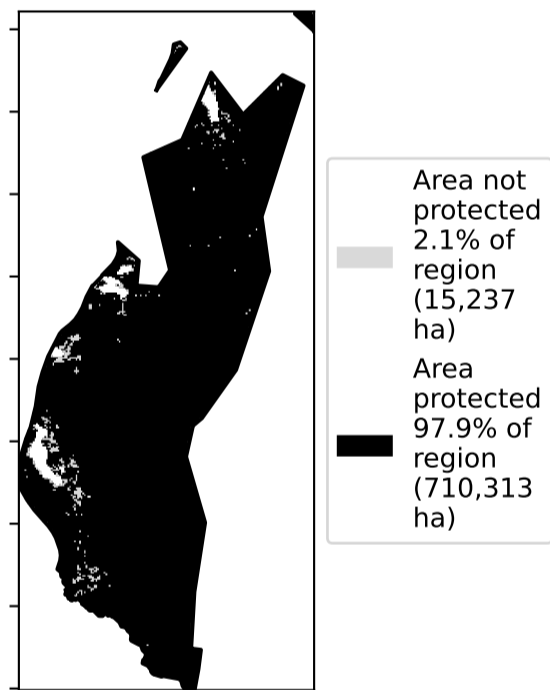 Area not
protected
2.1% of
region
(15,237
ha)
Area
protected
97.9% of
region
(710,313
ha)